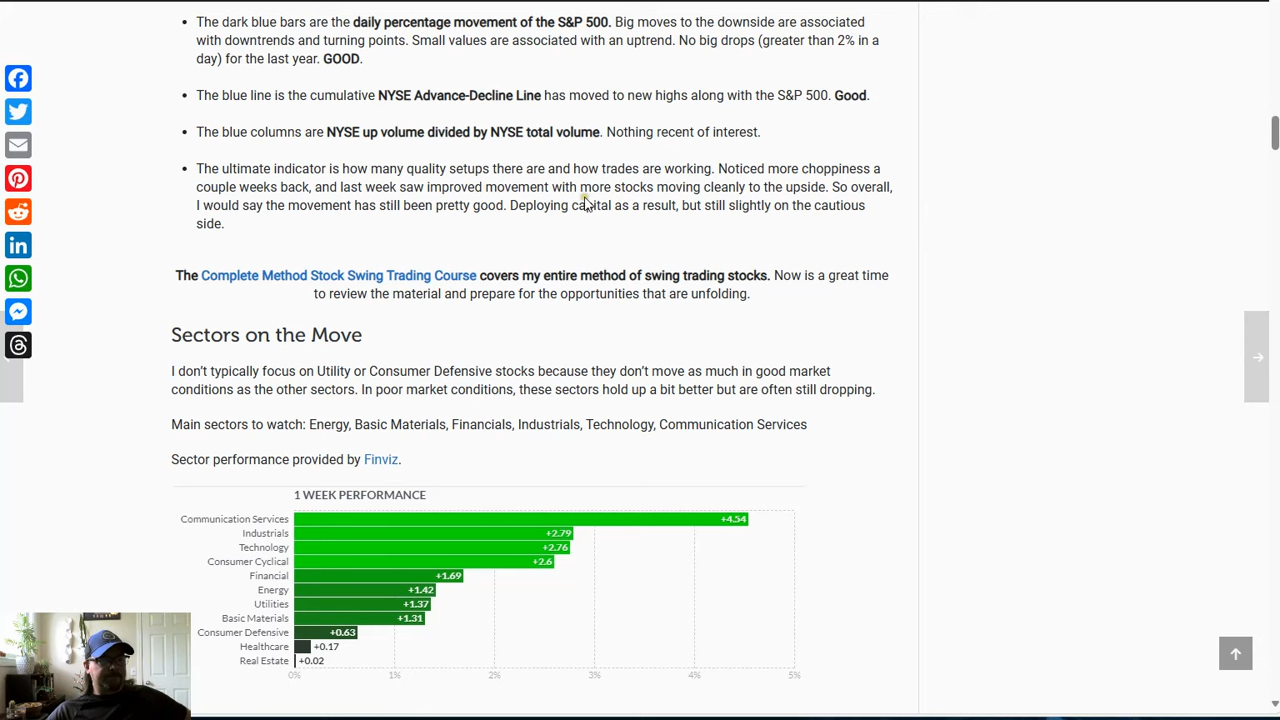 The dark blue bars are the daily percentage movement of the S&P 500. Big moves to the downside are associated
with downtrends and turning points. Small values are associated with an uptrend. No big drops (greater than 2% in a
day) for the last year. GOOD.
The blue line is the cumulative NYSE Advance-Decline Line has moved to new highs along with the S&P 500. Good.
The blue columns are NYSE up volume divided by NYSE total volume. Nothing recent of interest.
The ultimate indicator is how many quality setups there are and how trades are working. Noticed more choppiness a
couple weeks back, and last week saw improved movement with more stocks moving cleanly to the upside. So overall,
I would say the movement has still been pretty good. Deploying capital as a result, but still slightly on the cautious
side.
The Complete Method Stock Swing Trading Course covers my entire method of swing trading stocks. Now is a great time
to review the material and prepare for the opportunities that are unfolding.
Sectors on the Move
I don't typically focus on Utility or Consumer Defensive stocks because they don't move as much in good market
conditions as the other sectors. In poor market conditions, these sectors hold up a bit better but are often still dropping.
Main sectors to watch: Energy, Basic Materials, Financials, Industrials, Technology, Communication Services
Sector performance provided by Finviz.
1 WEEK PERFORMANCE
Communication Services +4.54
Industrials +2.79
Technology +2.76
Consumer Cyclical +2.6
Financial +1.69
Energy +1.42
Utilities +1.37
Basic Materials +1.31
Consumer Defensive +0.63
Healthcare +0.17
Real Estate +0.02
0% 1% 2% 3% 4% 5%